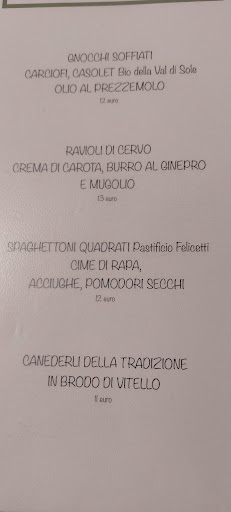 GNOCCHI SOFFIATI
CARCIOFI, CASOLET Bio della Val di Sole
OLIO AL PREZZEMOLO
12 euro
RAVIOLI DI CERVO
CREMA DI CAROTA, BURRO AL GINEPRO
E MUGOLIO
13 euro
SPAGHETTONI QUADRATI Pastificio Felicetti
CIME DI RAPA,
ACCIUGHE, POMODORI SECCHI
12 euro
CANEDERLI DELLA TRADIZIONE
IN BRODO DI VITELLO
11 euro